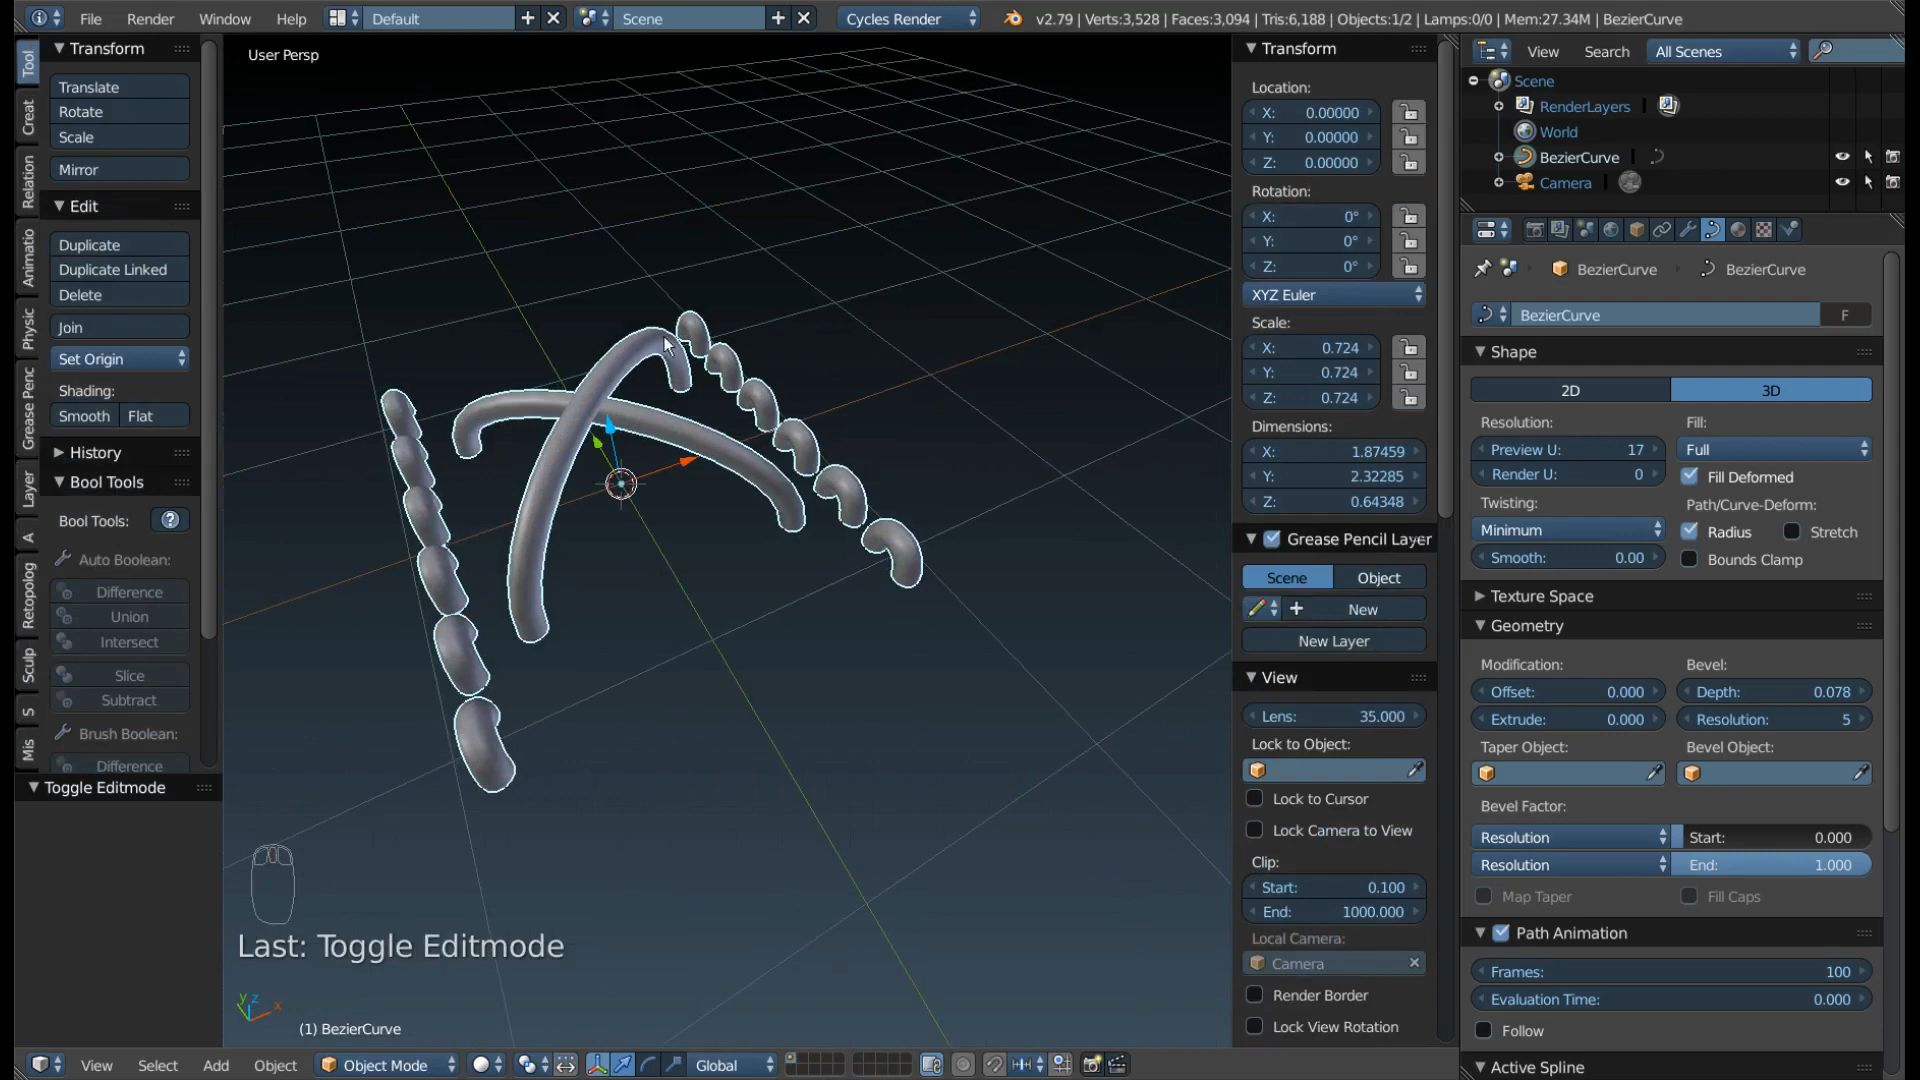 File Render Window Help Default Scene Cycles Render v2.79 | Verts:3,528 | Faces:3,094 | Tris:6,188 | Objects:1/2 | Lamps:0/0 | Mem:27.34M | BezierCurve
Tool
Creat
Relation
Animatio
Physic
Grease Penc
Layer
A
Retopolog
Sculp
S
Mis
Transform
Translate
Rotate
Scale
Mirror
Edit
Duplicate
Duplicate Linked
Delete
Join
Set Origin
Shading:
Smooth Flat
History
Bool Tools
Bool Tools: ?
Auto Boolean:
Difference
Union
Intersect
Slice
Subtract
Brush Boolean:
Difference
Toggle Editmode
User Persp
Last: Toggle Editmode
y z x
(1) BezierCurve
Transform
Location:
X: 0.00000
Y: 0.00000
Z: 0.00000
Rotation:
X: 0°
Y: 0°
Z: 0°
XYZ Euler
Scale:
X: 0.724
Y: 0.724
Z: 0.724
Dimensions:
X: 1.87459
Y: 2.32285
Z: 0.64348
Grease Pencil Layer
Scene Object
New
New Layer
View
Lens: 35.000
Lock to Object:
Lock to Cursor
Lock Camera to View
Clip:
Start: 0.100
End: 1000.000
Local Camera:
Camera
Render Border
Lock View Rotation
View Search All Scenes
Scene
RenderLayers
World
BezierCurve
Camera
BezierCurve BezierCurve
BezierCurve F
Shape
2D 3D
Resolution: Fill:
Preview U: 17 Full
Render U: 0 Fill Deformed
Twisting: Path/Curve-Deform:
Minimum Radius Stretch
Smooth: 0.00 Bounds Clamp
Texture Space
Geometry
Modification: Bevel:
Offset: 0.000 Depth: 0.078
Extrude: 0.000 Resolution: 5
Taper Object: Bevel Object:
Bevel Factor:
Resolution Start: 0.000
Resolution End: 1.000
Map Taper Fill Caps
Path Animation
Frames: 100
Evaluation Time: 0.000
Follow
Active Spline
View Select Add Object Object Mode Global